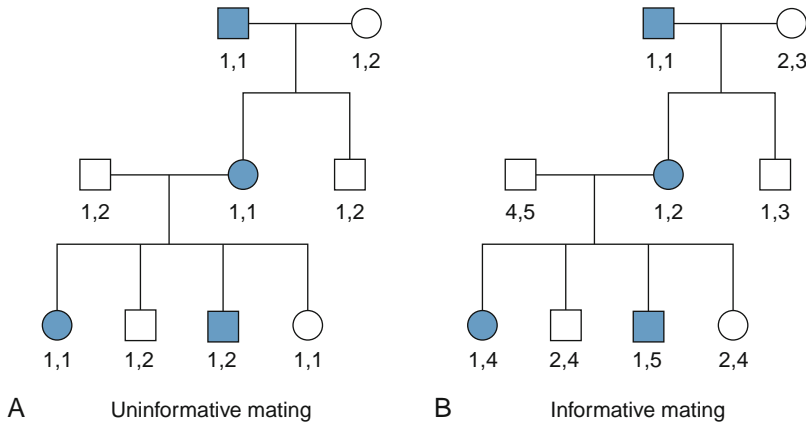 1,1 1,2 1,1 2,3
1,2 1,1 1,2 4,5 1,2 1,3
1,1 1,2 1,2 1,1 1,4 2,4 1,5 2,4
A Uninformative mating B Informative mating